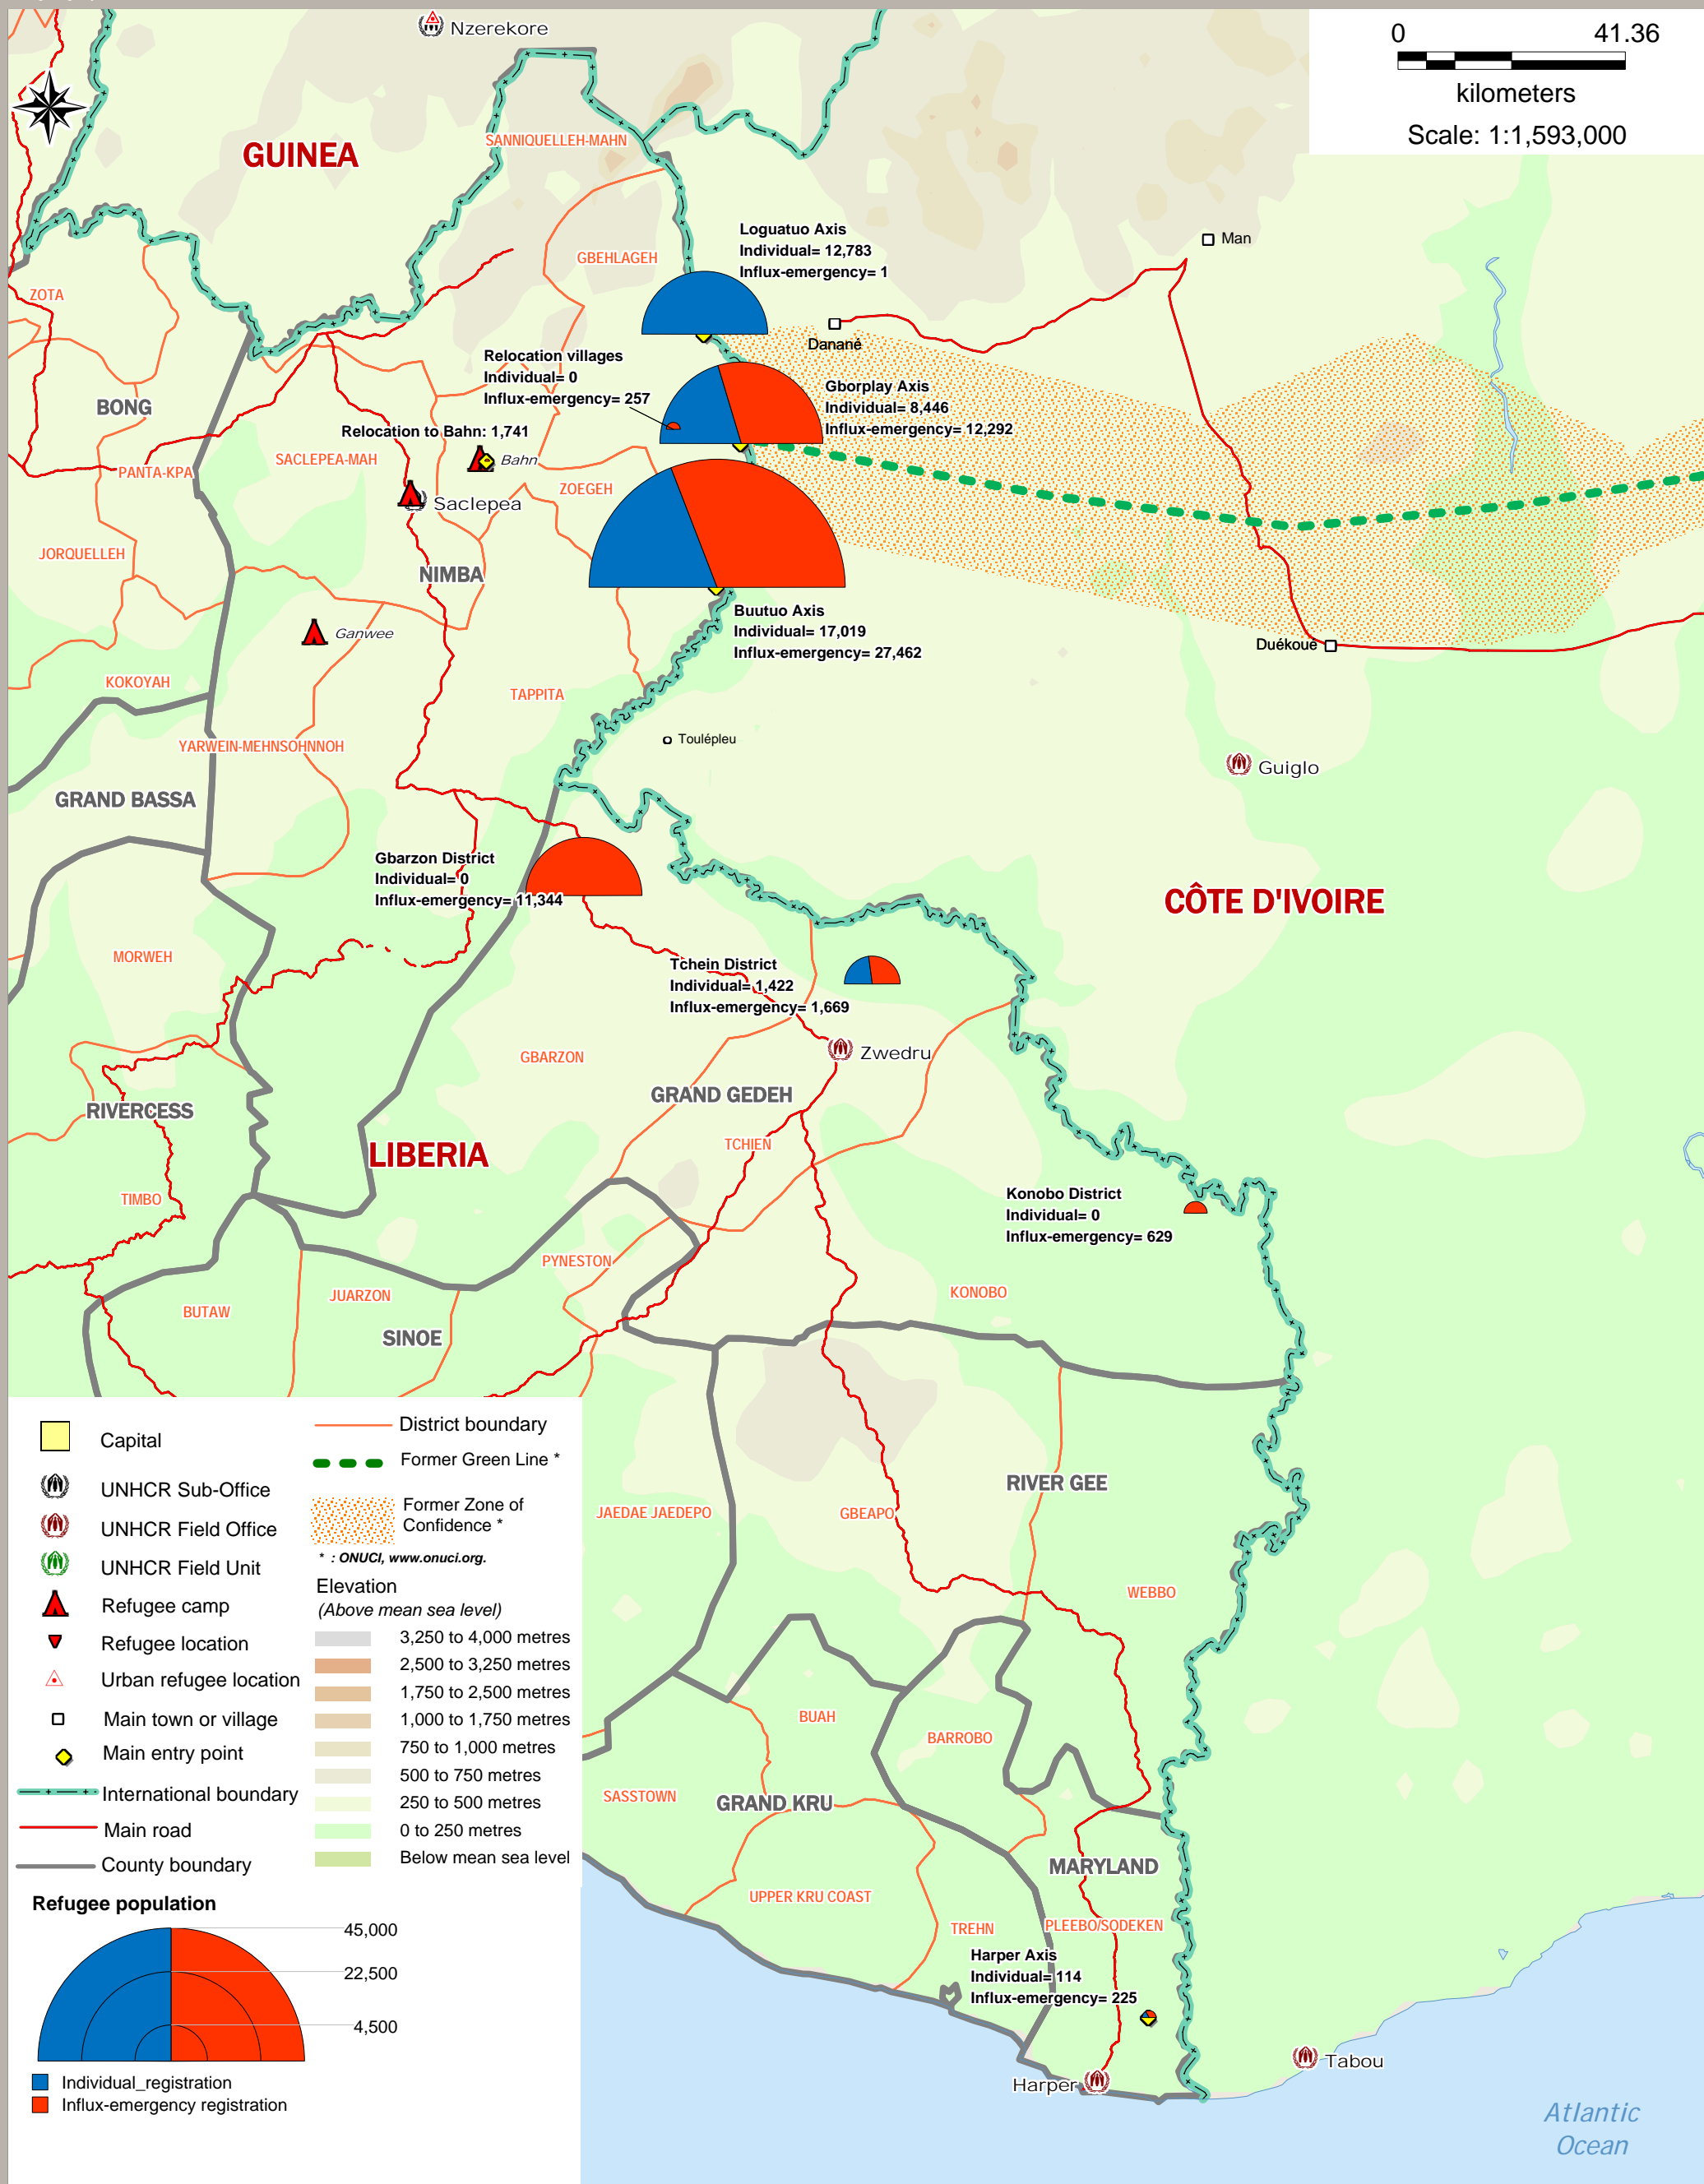 Nzerekore
0 41.36
kilometers
Scale: 1:1,593,000
GUINEA
SANNIQUELLEH-MAHN
Loguatuo Axis
Individual= 12,783
Influx-emergency= 1
Man
GBEHLAGEH
ZOTA
Danané
Relocation villages
Individual= 0
Influx-emergency= 257
Gborplay Axis
Individual= 8,446
Influx-emergency= 12,292
BONG
Relocation to Bahn: 1,741
SACLEPEA-MAH
Bahn
PANTA-KPA
ZOEGEH
Saclepea
JORQUELLEH
NIMBA
Buutuo Axis
Individual= 17,019
Influx-emergency= 27,462
Ganwee
Duékoué
KOKOYAH
TAPPITA
YARWEIN-MEHNSOHNNOH
Toulépleu
Guiglo
GRAND BASSA
Gbarzon District
Individual= 0
Influx-emergency= 11,344
CÔTE D'IVOIRE
MORWEH
Tchein District
Individual= 1,422
Influx-emergency= 1,669
GBARZON
Zwedru
GRAND GEDEH
RIVERCESS
LIBERIA
TCHIEN
TIMBO
Konobo District
Individual= 0
Influx-emergency= 629
PYNESTON
KONOBO
JUARZON
BUTAW
SINOE
RIVER GEE
JAEDAE JAEDEPO
GBEAPO
WEBBO
BUAH
BARROBO
SASSTOWN
GRAND KRU
MARYLAND
UPPER KRU COAST
TREHN
PLEEBO/SODEKEN
Harper Axis
Individual= 114
Influx-emergency= 225
Tabou
Harper
Atlantic
Ocean
Capital
UNHCR Sub-Office
UNHCR Field Office
UNHCR Field Unit
Refugee camp
Refugee location
Urban refugee location
Main town or village
Main entry point
International boundary
Main road
County boundary
District boundary
Former Green Line *
Former Zone of
Confidence *
* : ONUCI, www.onuci.org.
Elevation
(Above mean sea level)
3,250 to 4,000 metres
2,500 to 3,250 metres
1,750 to 2,500 metres
1,000 to 1,750 metres
750 to 1,000 metres
500 to 750 metres
250 to 500 metres
0 to 250 metres
Below mean sea level
Refugee population
45,000
22,500
4,500
Individual_registration
Influx-emergency registration